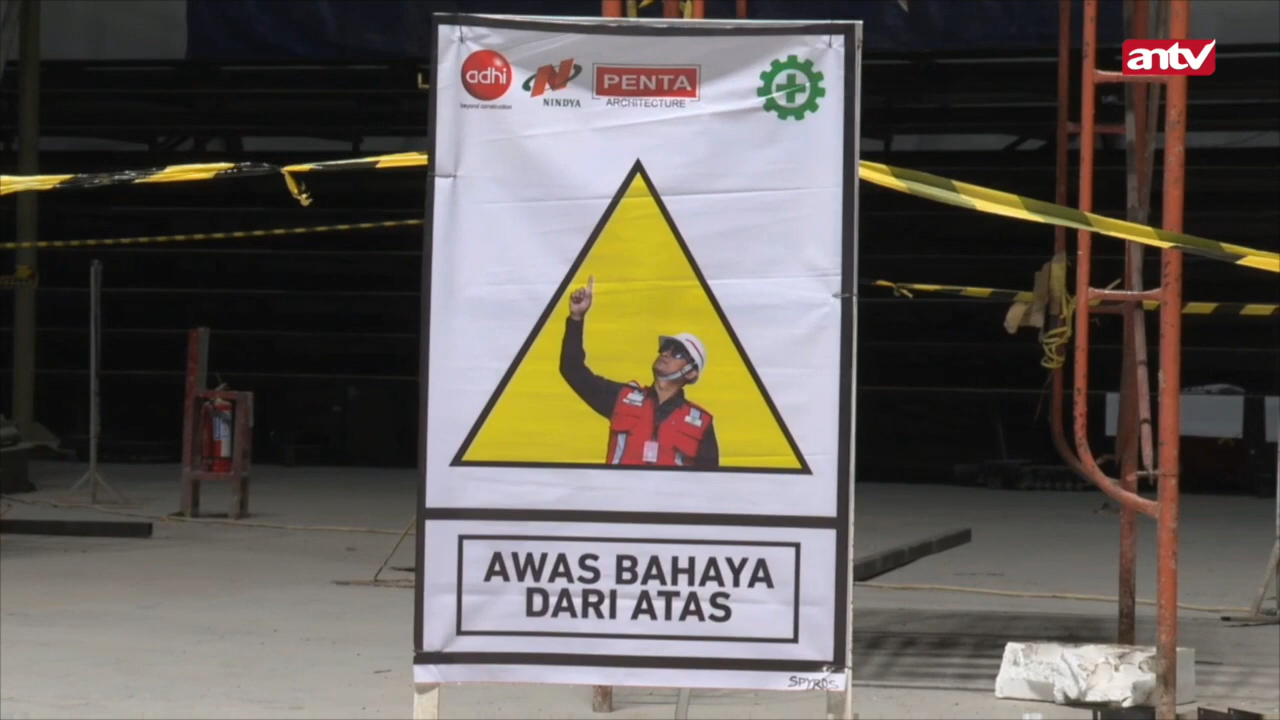 antv
adhi
beyond construction
NINDYA
PENTA
ARCHITECTURE
AWAS BAHAYA
DARI ATAS
SPYROS